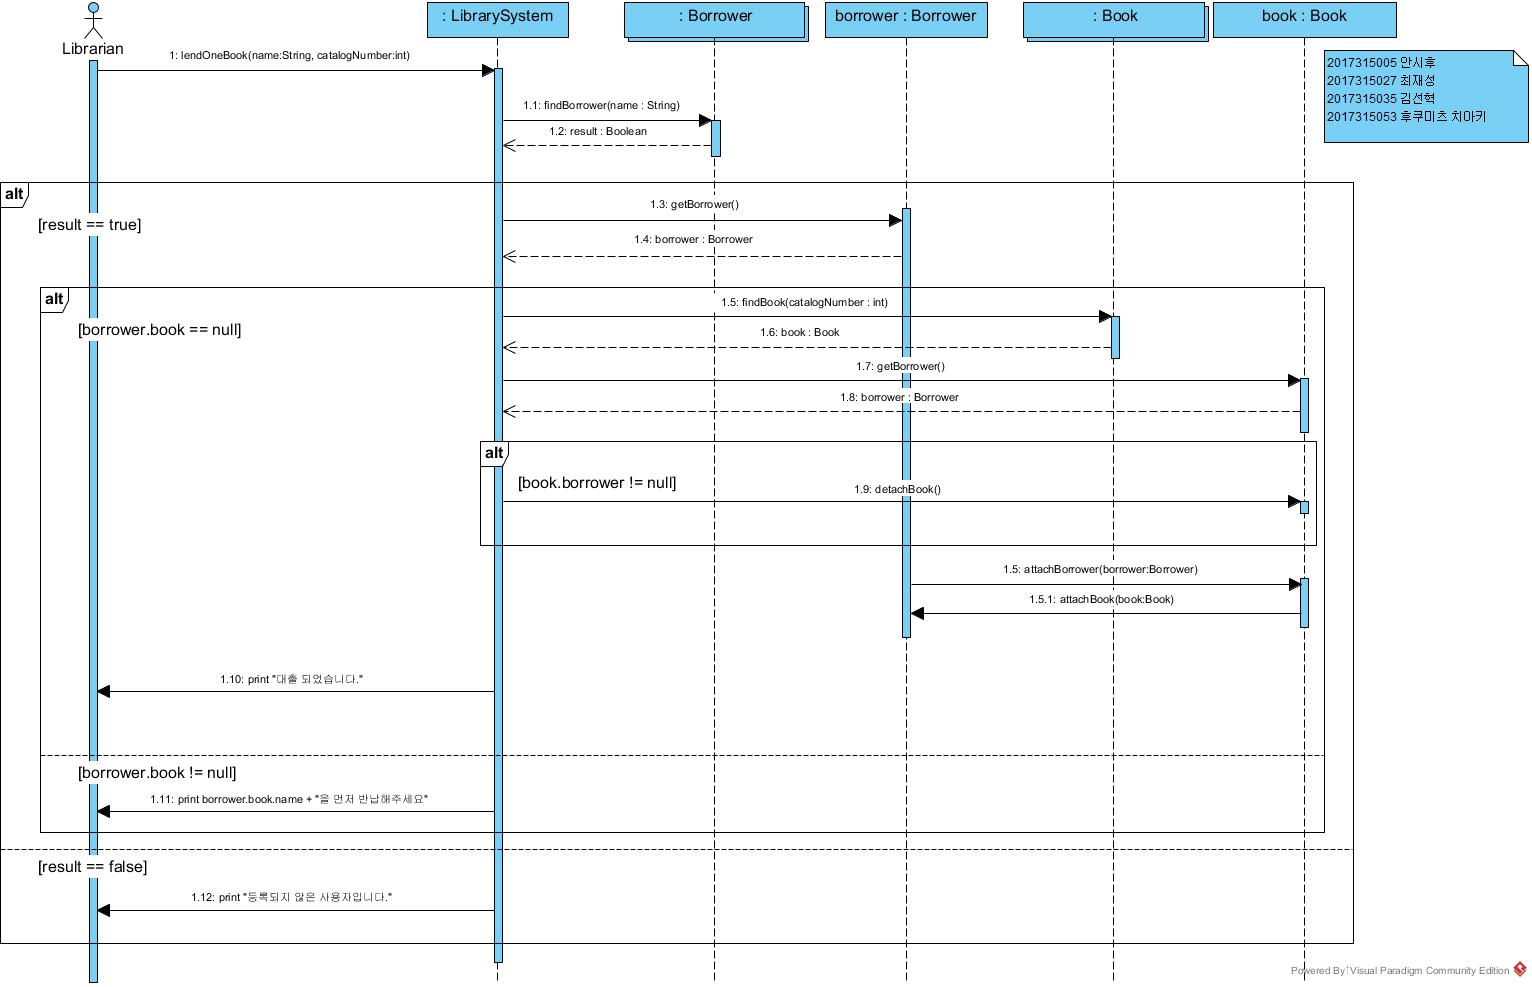 Librarian
: LibrarySystem
: Borrower
borrower : Borrower
: Book
book : Book
2017315005 안시후
2017315027 최재성
2017315035 김선혁
2017315053 후쿠미츠 치아키
1: lendOneBook(name:String, catalogNumber:int)
1.1: findBorrower(name : String)
1.2: result : Boolean
alt
[result == true]
1.3: getBorrower()
1.4: borrower : Borrower
alt
[borrower.book == null]
1.5: findBook(catalogNumber : int)
1.6: book : Book
1.7: getBorrower()
1.8: borrower : Borrower
alt
[book.borrower != null]
1.9: detachBook()
1.5: attachBorrower(borrower:Borrower)
1.5.1: attachBook(book:Book)
1.10: print "대출 되었습니다."
[borrower.book != null]
1.11: print borrower.book.name + "을 먼저 반납해주세요"
[result == false]
1.12: print "등록되지 않은 사용자입니다."
Powered By Visual Paradigm Community Edition